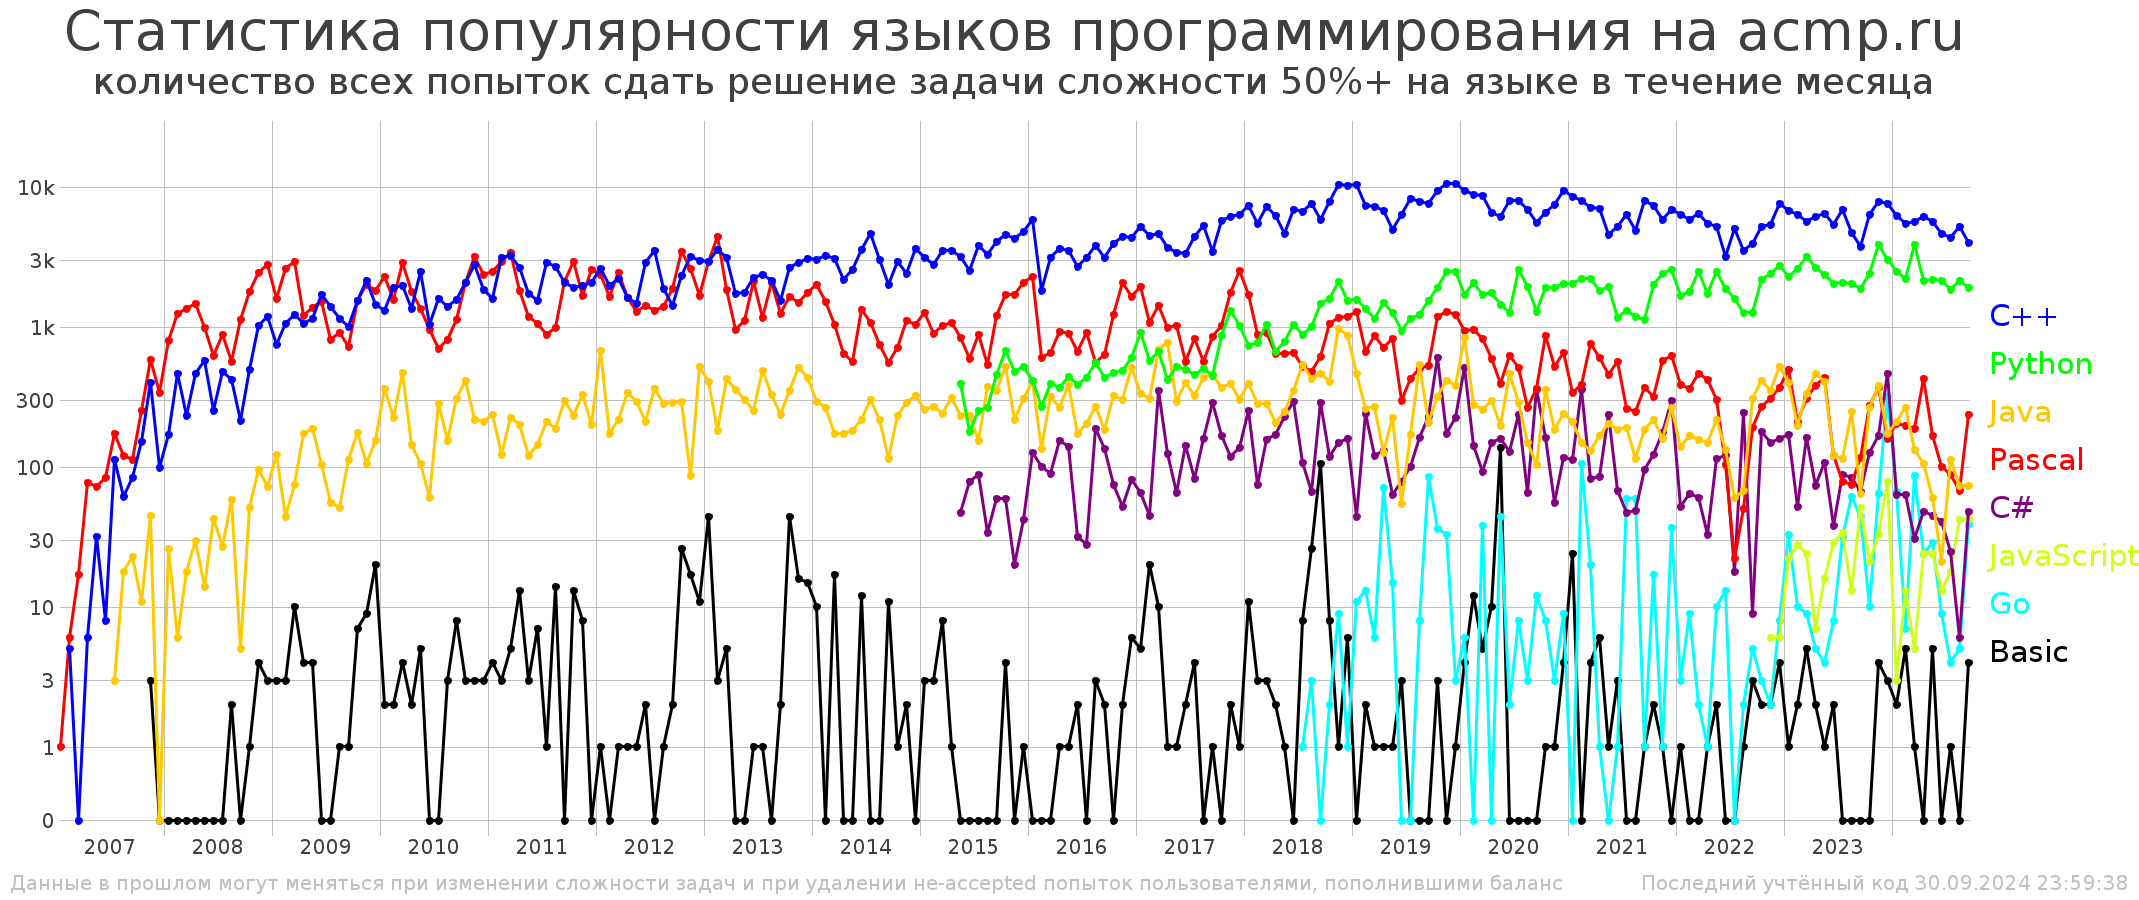 Статистика популярности языков программирования на acmp.ru
количество всех попыток сдать решение задачи сложности 50%+ на языке в течение месяца
10k
3k
1k
300
100
30
10
3
1
0
C++
Python
Java
Pascal
C#
JavaScript
Go
Basic
2007 2008 2009 2010 2011 2012 2013 2014 2015 2016 2017 2018 2019 2020 2021 2022 2023
Данные в прошлом могут меняться при изменении сложности задач и при удалении не-accepted попыток пользователями, пополнившими баланс
Последний учтённый код 30.09.2024 23:59:38